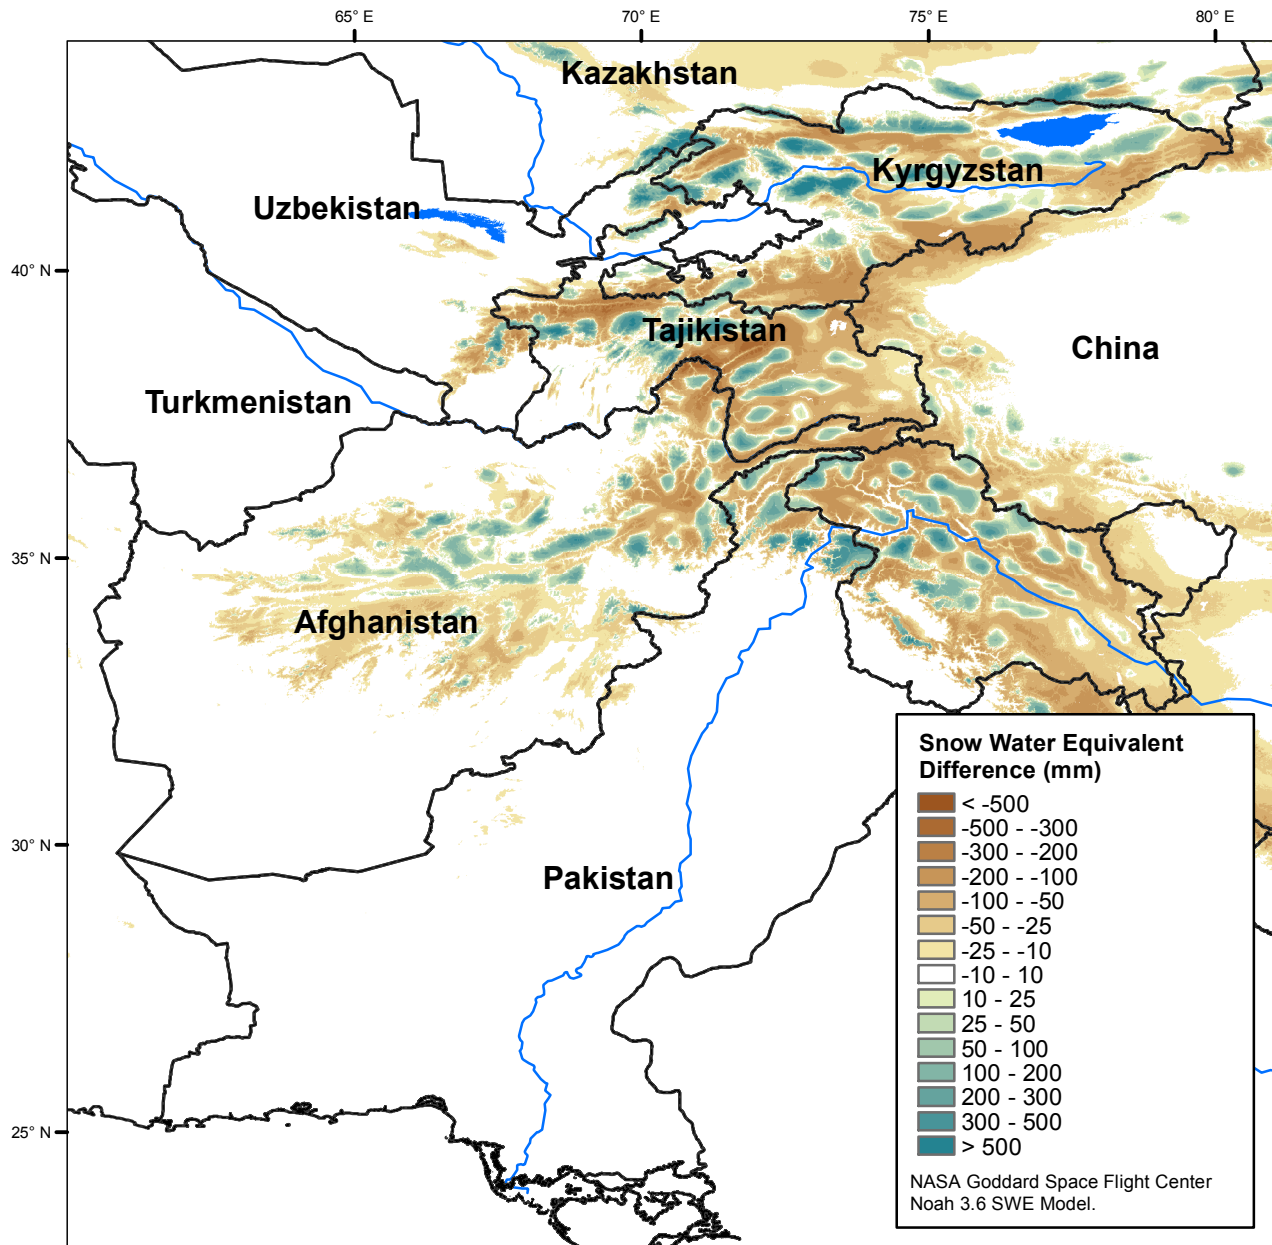 65° E
70° E
75° E
80° E
Kazakhstan
Kyrgyzstan
Uzbekistan
40° N
Tajikistan
China
Turkmenistan
35° N
Afghanistan
Snow Water Equivalent
Difference (mm)
< -500
-500 - -300
-300 - -200
-200 - -100
-100 - -50
-50 - -25
-25 - -10
-10 - 10
10 - 25
25 - 50
50 - 100
100 - 200
200 - 300
300 - 500
> 500
30° N
Pakistan
25° N
NASA Goddard Space Flight Center
Noah 3.6 SWE Model.